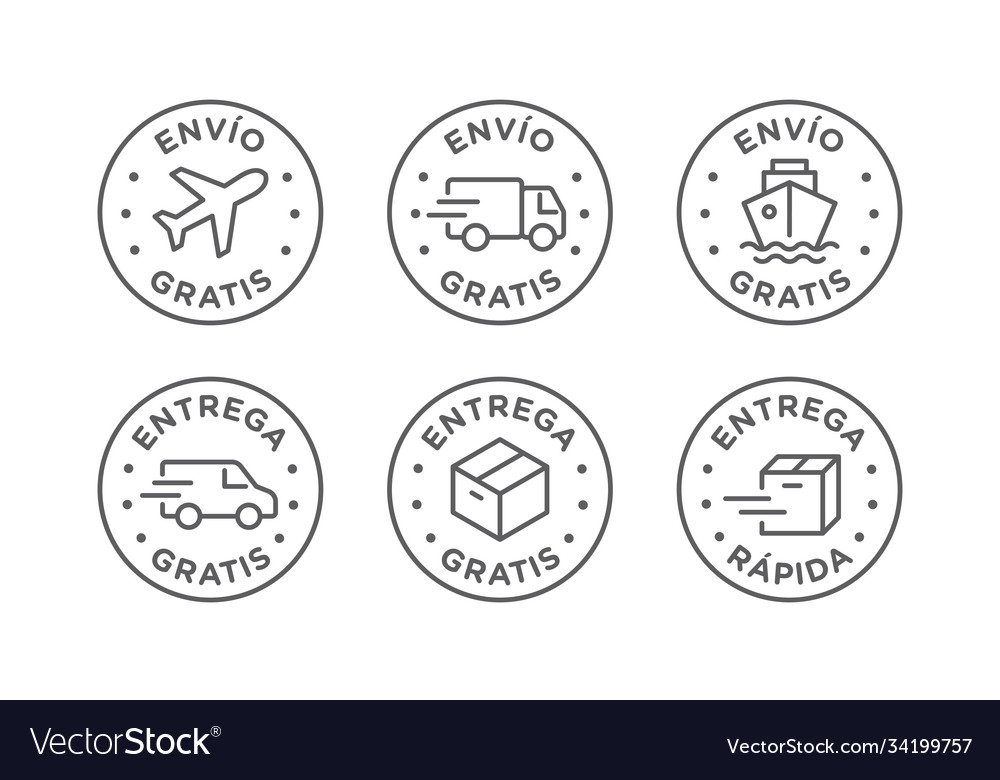 ENVÍO
GRATIS
ENVÍO
GRATIS
ENVÍO
GRATIS
ENTREGA
GRATIS
ENTREGA
GRATIS
ENTREGA
RÁPIDA
VectorStock®
VectorStock.com/34199757